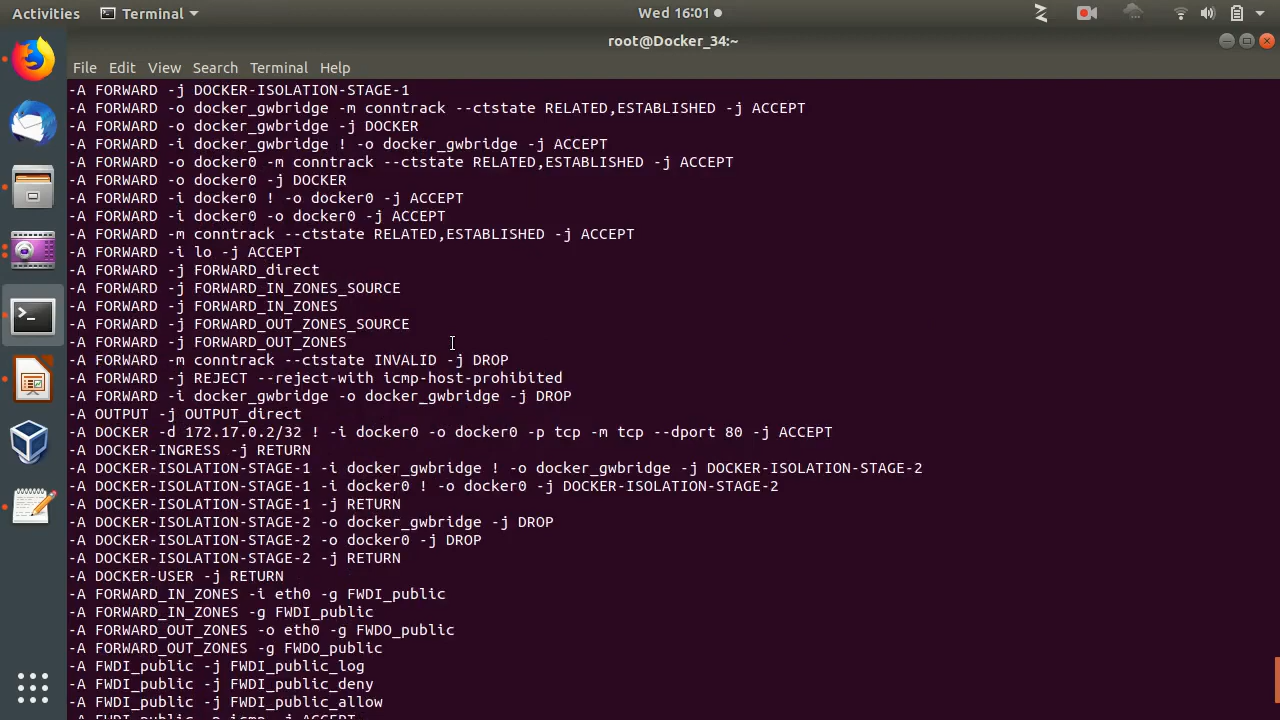 Activities
Terminal
Wed 16:01
root@Docker_34:~
File Edit View Search Terminal Help
-A FORWARD -j DOCKER-ISOLATION-STAGE-1
-A FORWARD -o docker_gwbridge -m conntrack --ctstate RELATED,ESTABLISHED -j ACCEPT
-A FORWARD -o docker_gwbridge -j DOCKER
-A FORWARD -i docker_gwbridge ! -o docker_gwbridge -j ACCEPT
-A FORWARD -o docker0 -m conntrack --ctstate RELATED,ESTABLISHED -j ACCEPT
-A FORWARD -o docker0 -j DOCKER
-A FORWARD -i docker0 ! -o docker0 -j ACCEPT
-A FORWARD -i docker0 -o docker0 -j ACCEPT
-A FORWARD -m conntrack --ctstate RELATED,ESTABLISHED -j ACCEPT
-A FORWARD -i lo -j ACCEPT
-A FORWARD -j FORWARD_direct
-A FORWARD -j FORWARD_IN_ZONES_SOURCE
-A FORWARD -j FORWARD_IN_ZONES
-A FORWARD -j FORWARD_OUT_ZONES_SOURCE
-A FORWARD -j FORWARD_OUT_ZONES
-A FORWARD -m conntrack --ctstate INVALID -j DROP
-A FORWARD -j REJECT --reject-with icmp-host-prohibited
-A FORWARD -i docker_gwbridge -o docker_gwbridge -j DROP
-A OUTPUT -j OUTPUT_direct
-A DOCKER -d 172.17.0.2/32 ! -i docker0 -o docker0 -p tcp -m tcp --dport 80 -j ACCEPT
-A DOCKER-INGRESS -j RETURN
-A DOCKER-ISOLATION-STAGE-1 -i docker_gwbridge ! -o docker_gwbridge -j DOCKER-ISOLATION-STAGE-2
-A DOCKER-ISOLATION-STAGE-1 -i docker0 ! -o docker0 -j DOCKER-ISOLATION-STAGE-2
-A DOCKER-ISOLATION-STAGE-1 -j RETURN
-A DOCKER-ISOLATION-STAGE-2 -o docker_gwbridge -j DROP
-A DOCKER-ISOLATION-STAGE-2 -o docker0 -j DROP
-A DOCKER-ISOLATION-STAGE-2 -j RETURN
-A DOCKER-USER -j RETURN
-A FORWARD_IN_ZONES -i eth0 -g FWDI_public
-A FORWARD_IN_ZONES -g FWDI_public
-A FORWARD_OUT_ZONES -o eth0 -g FWDO_public
-A FORWARD_OUT_ZONES -g FWDO_public
-A FWDI_public -j FWDI_public_log
-A FWDI_public -j FWDI_public_deny
-A FWDI_public -j FWDI_public_allow
-A FWDI_public -p icmp -j ACCEPT